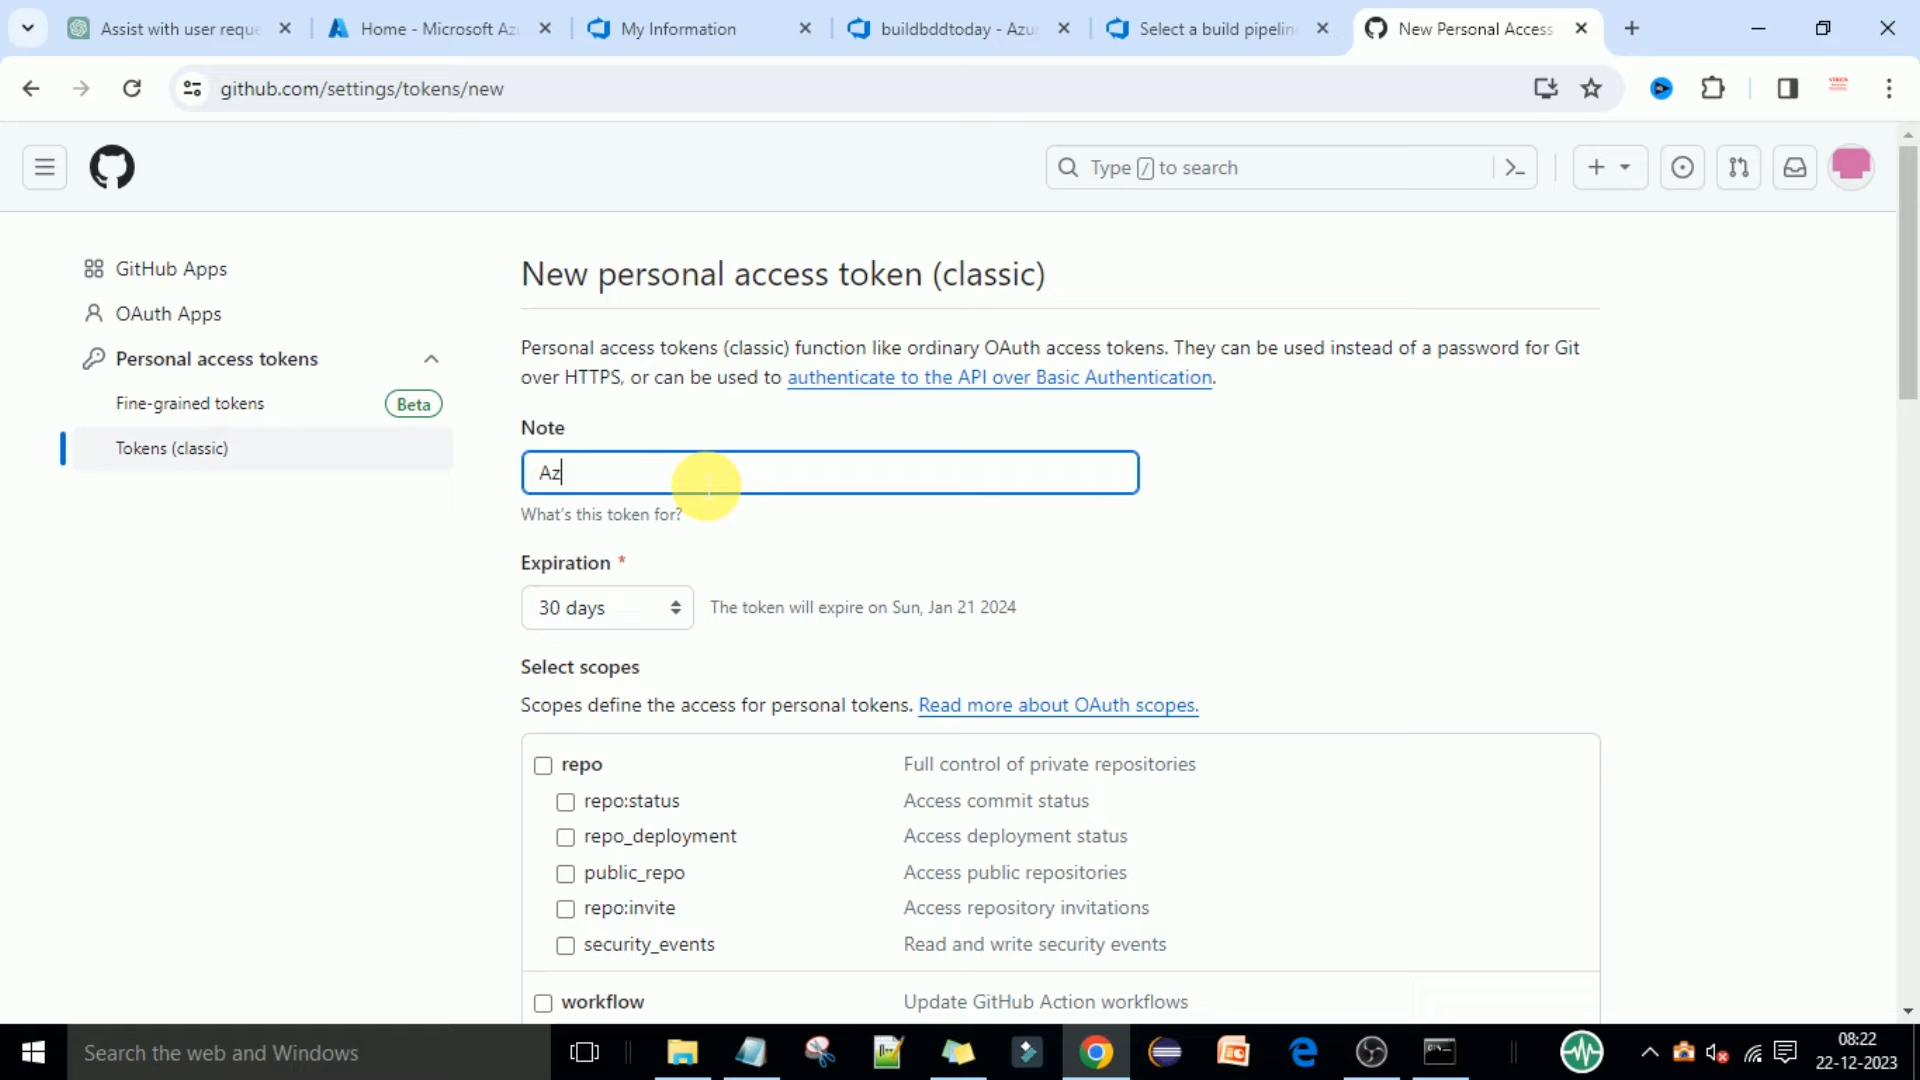 Assist with user reque
Home - Microsoft Az
My Information
buildbddtoday - Azur
Select a build pipelin
New Personal Access
github.com/settings/tokens/new
Type / to search
GitHub Apps
OAuth Apps
Personal access tokens
Fine-grained tokens
Beta
Tokens (classic)
New personal access token (classic)
Personal access tokens (classic) function like ordinary OAuth access tokens. They can be used instead of a password for Git
over HTTPS, or can be used to authenticate to the API over Basic Authentication.
Note
Az
What's this token for?
Expiration *
30 days
The token will expire on Sun, Jan 21 2024
Select scopes
Scopes define the access for personal tokens. Read more about OAuth scopes.
repo Full control of private repositories
repo:status Access commit status
repo_deployment Access deployment status
public_repo Access public repositories
repo:invite Access repository invitations
security_events Read and write security events
workflow Update GitHub Action workflows
Search the web and Windows
08:22
22-12-2023